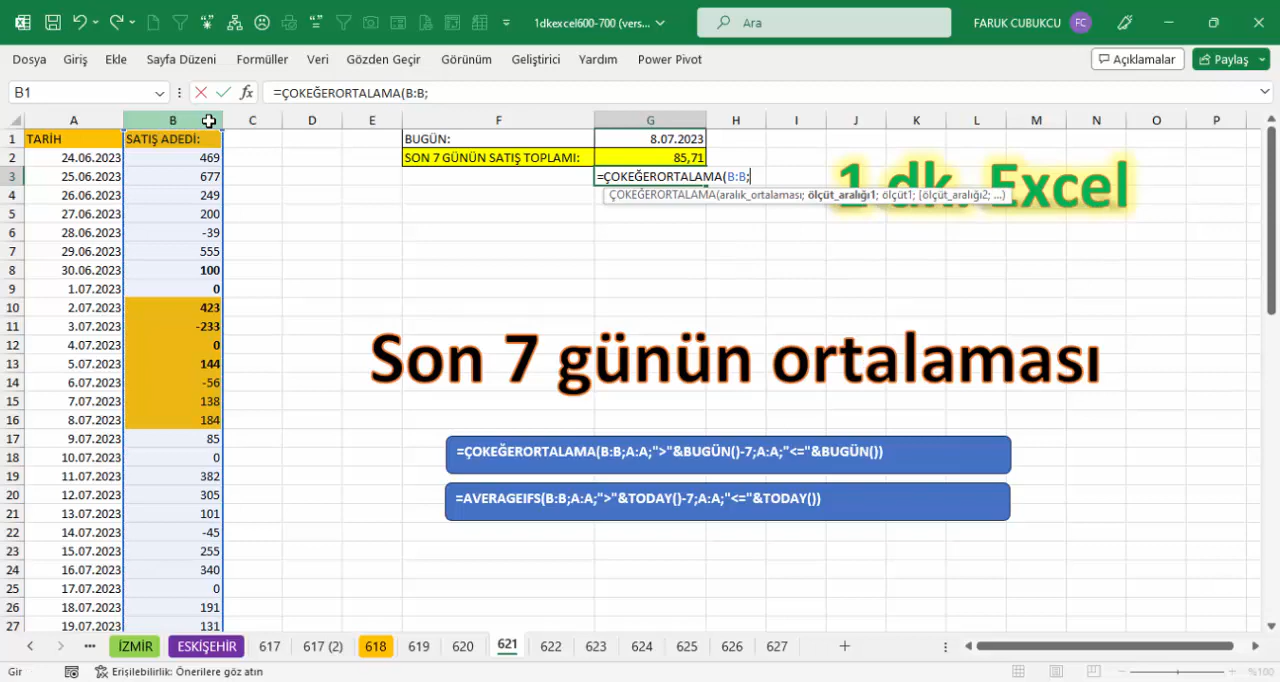 1dkexcel600-700 (vers...
Ara
FARUK CUBUKCU
FC
Dosya Giriş Ekle Sayfa Düzeni Formüller Veri Gözden Geçir Görünüm Geliştirici Yardım Power Pivot
Açıklamalar
Paylaş
B1
fx
=ÇOKEĞERORTALAMA(B:B;
A B C D E F G H I J K L M N O P
1 TARİH SATIŞ ADEDİ: BUGÜN: 8.07.2023
2 24.06.2023 469 SON 7 GÜNÜN SATIŞ TOPLAMI: 85,71
3 25.06.2023 677 =ÇOKEĞERORTALAMA(B:B;
ÇOKEĞERORTALAMA(aralık_ortalaması; ölçüt_aralığı1; ölçüt1; [ölçüt_aralığı2; ...)
1 dk. Excel
4 26.06.2023 249
5 27.06.2023 200
6 28.06.2023 -39
7 29.06.2023 555
8 30.06.2023 100
9 1.07.2023 0
10 2.07.2023 423
11 3.07.2023 -233
12 4.07.2023 0
13 5.07.2023 144
14 6.07.2023 -56
15 7.07.2023 138
16 8.07.2023 184
17 9.07.2023 85
18 10.07.2023 0
19 11.07.2023 382
20 12.07.2023 305
21 13.07.2023 101
22 14.07.2023 -45
23 15.07.2023 255
24 16.07.2023 340
25 17.07.2023 0
26 18.07.2023 191
27 19.07.2023 131
Son 7 günün ortalaması
=ÇOKEĞERORTALAMA(B:B;A:A;">"&BUGÜN()-7;A:A;"<="&BUGÜN())
=AVERAGEIFS(B:B;A:A;">"&TODAY()-7;A:A;"<="&TODAY())
... İZMİR ESKİŞEHİR 617 617 (2) 618 619 620 621 622 623 624 625 626 627
Gir
Erişilebilirlik: Önerilere göz atın
%100